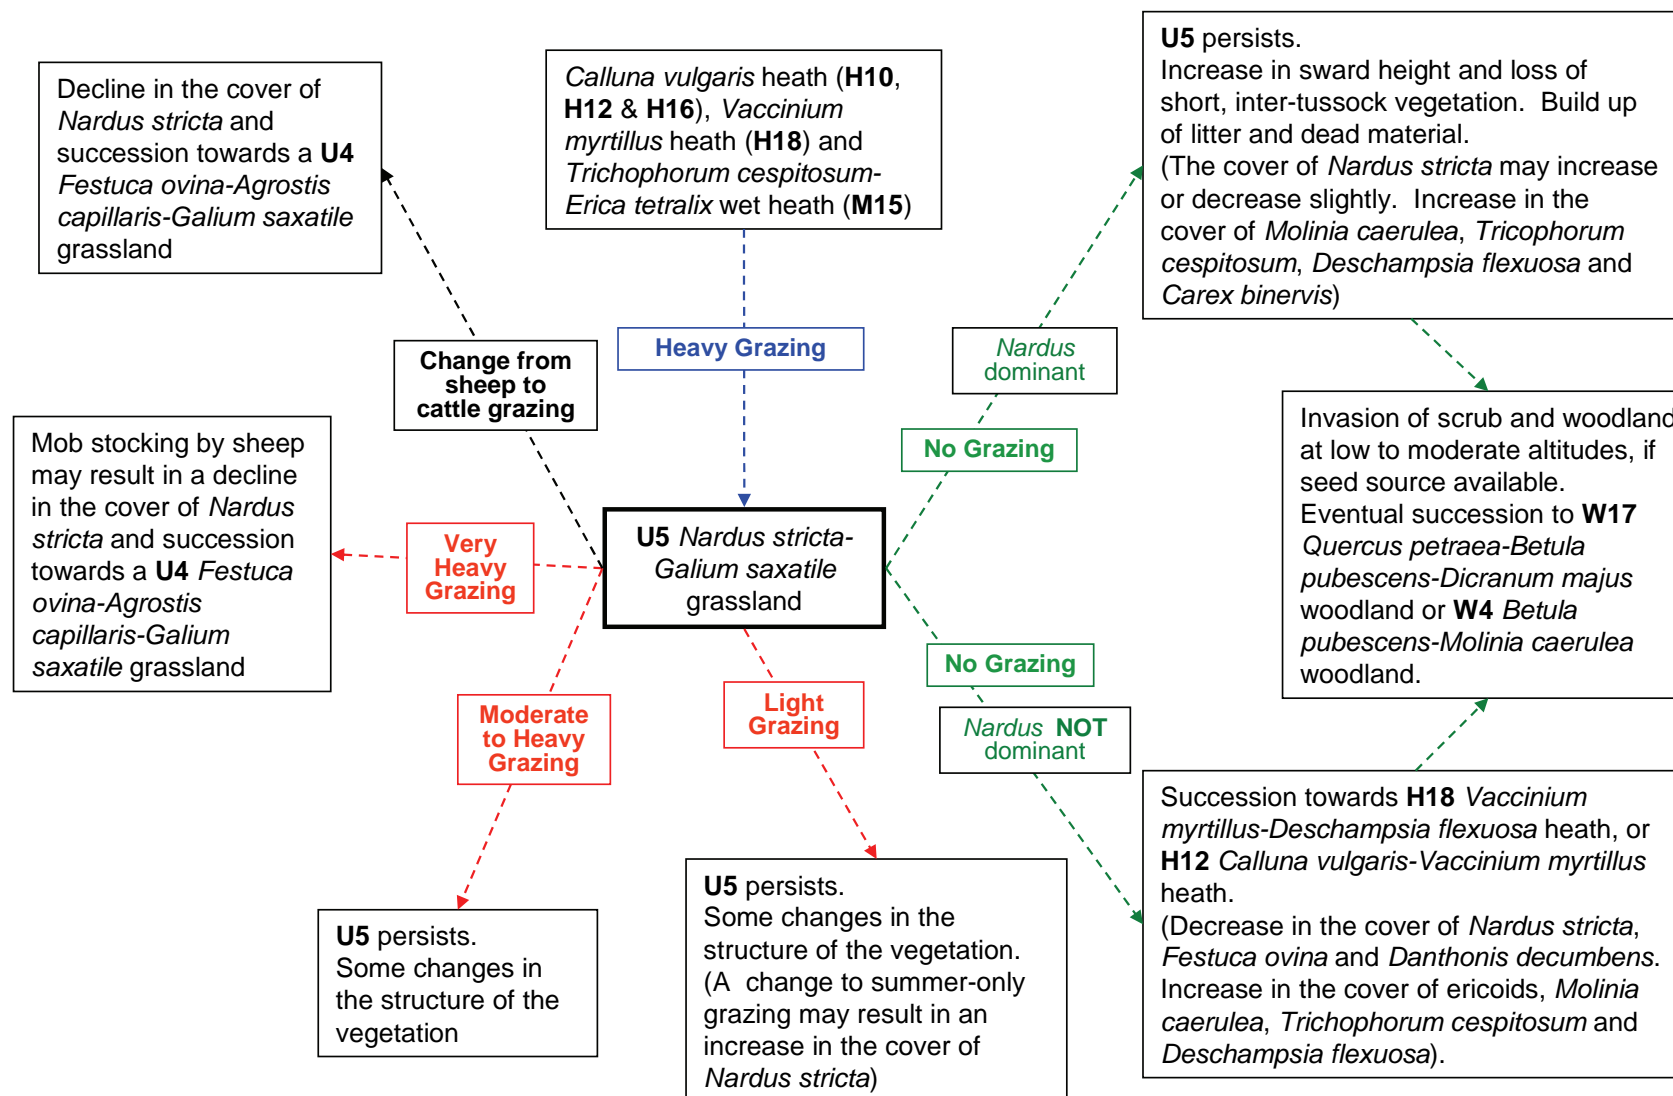 Decline in the cover of
Nardus stricta and
succession towards a U4
Festuca ovina-Agrostis
capillaris-Galium saxatile
grassland
Calluna vulgaris heath (H10,
H12 & H16), Vaccinium
myrtillus heath (H18) and
Trichophorum cespitosum-
Erica tetralix wet heath (M15)
U5 persists.
Increase in sward height and loss of
short, inter-tussock vegetation. Build up
of litter and dead material.
(The cover of Nardus stricta may increase
or decrease slightly. Increase in the
cover of Molinia caerulea, Tricophorum
cespitosum, Deschampsia flexuosa and
Carex binervis)
Change from
sheep to
cattle grazing
Heavy Grazing
Nardus
dominant
No Grazing
Mob stocking by sheep
may result in a decline
in the cover of Nardus
stricta and succession
towards a U4 Festuca
ovina-Agrostis
capillaris-Galium
saxatile grassland
Very
Heavy
Grazing
U5 Nardus stricta-
Galium saxatile
grassland
Invasion of scrub and woodland
at low to moderate altitudes, if
seed source available.
Eventual succession to W17
Quercus petraea-Betula
pubescens-Dicranum majus
woodland or W4 Betula
pubescens-Molinia caerulea
woodland.
No Grazing
Nardus NOT
dominant
Moderate
to Heavy
Grazing
Light
Grazing
U5 persists.
Some changes in
the structure of the
vegetation
U5 persists.
Some changes in the
structure of the vegetation.
(A change to summer-only
grazing may result in an
increase in the cover of
Nardus stricta)
Succession towards H18 Vaccinium
myrtillus-Deschampsia flexuosa heath, or
H12 Calluna vulgaris-Vaccinium myrtillus
heath.
(Decrease in the cover of Nardus stricta,
Festuca ovina and Danthonis decumbens.
Increase in the cover of ericoids, Molinia
caerulea, Trichophorum cespitosum and
Deschampsia flexuosa).